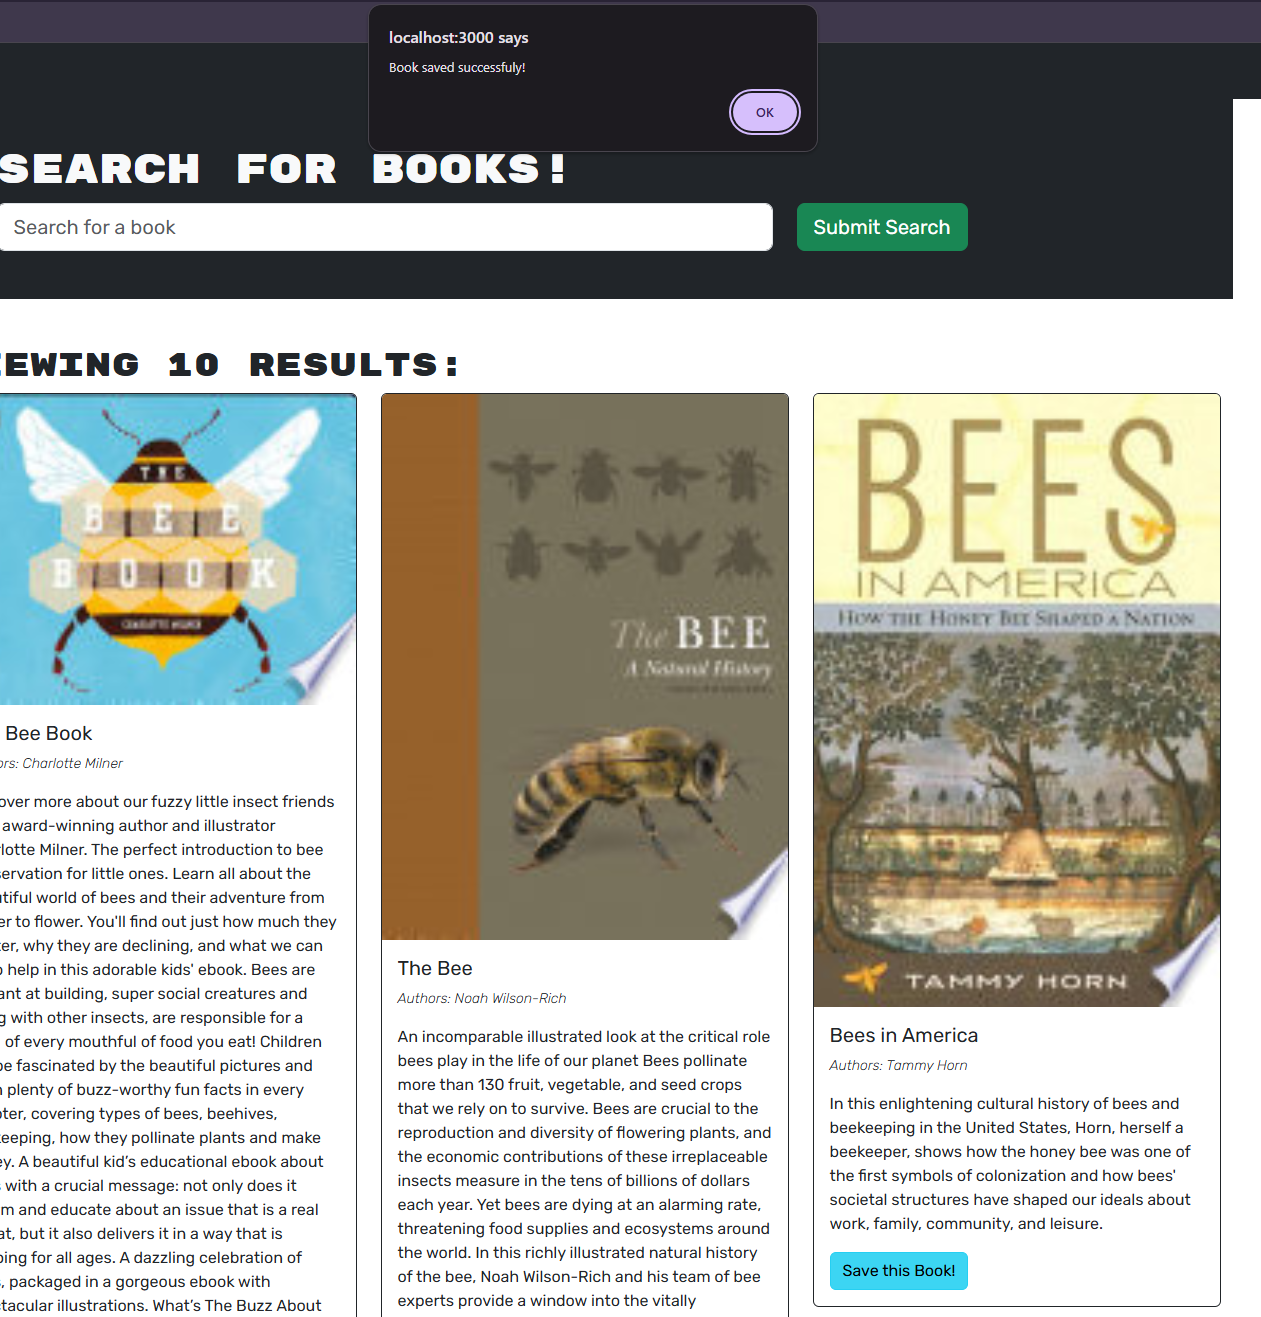 localhost:3000 says
Book saved successfuly!
OK
SEARCH FOR BOOKS!
Search for a book
Submit Search
EWING 10 RESULTS:
THE
BEE
BOOK
CHARLOTTE MILNER
Bee Book
ors: Charlotte Milner
over more about our fuzzy little insect friends
award-winning author and illustrator
lotte Milner. The perfect introduction to bee
servation for little ones. Learn all about the
utiful world of bees and their adventure from
er to flower. You'll find out just how much they
ter, why they are declining, and what we can
o help in this adorable kids' ebook. Bees are
ant at building, super social creatures and
g with other insects, are responsible for a
of every mouthful of food you eat! Children
be fascinated by the beautiful pictures and
n plenty of buzz-worthy fun facts in every
pter, covering types of bees, beehives,
keeping, how they pollinate plants and make
ey. A beautiful kid's educational ebook about
s with a crucial message: not only does it
m and educate about an issue that is a real
at, but it also delivers it in a way that is
ping for all ages. A dazzling celebration of
s, packaged in a gorgeous ebook with
tacular illustrations. What's The Buzz About
The BEE
A Natural History
The Bee
Authors: Noah Wilson-Rich
An incomparable illustrated look at the critical role
bees play in the life of our planet Bees pollinate
more than 130 fruit, vegetable, and seed crops
that we rely on to survive. Bees are crucial to the
reproduction and diversity of flowering plants, and
the economic contributions of these irreplaceable
insects measure in the tens of billions of dollars
each year. Yet bees are dying at an alarming rate,
threatening food supplies and ecosystems around
the world. In this richly illustrated natural history
of the bee, Noah Wilson-Rich and his team of bee
experts provide a window into the vitally
BEES
IN AMERICA
HOW THE HONEY BEE SHAPED A NATION
TAMMY HORN
Bees in America
Authors: Tammy Horn
In this enlightening cultural history of bees and
beekeeping in the United States, Horn, herself a
beekeeper, shows how the honey bee was one of
the first symbols of colonization and how bees'
societal structures have shaped our ideals about
work, family, community, and leisure.
Save this Book!